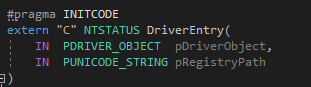 #pragma INITCODE
extern "C" NTSTATUS DriverEntry(
IN PDRIVER_OBJECT pDriverObject,
IN PUNICODE_STRING pRegistryPath
)